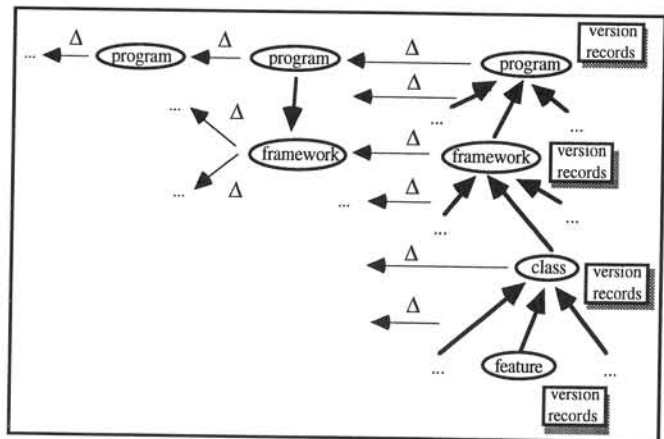 version
records
... Δ program Δ program Δ program
Δ
... Δ ... ...
framework Δ framework version
records
... Δ ... Δ
... ...
Δ class version
records
Δ
... feature ...
version
records